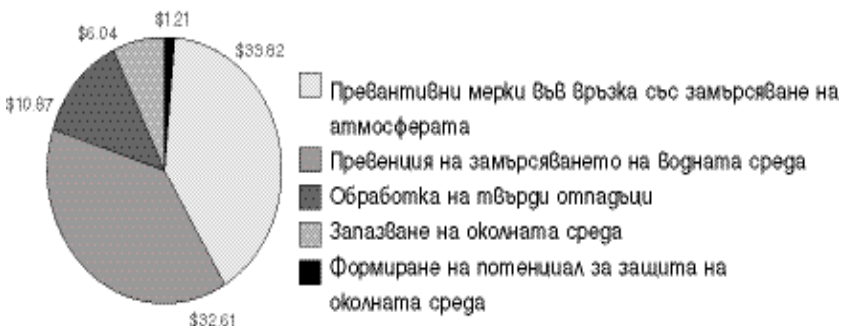 $1.21
$6.04
$33.82
$10.87
$32.61
Превантивни мерки във връзка със замърсяване на
атмосферата
Превенция на замърсяването на водната среда
Обработка на твърди отпадъци
Запазване на околната среда
Формиране на потенциал за защита на
околната среда